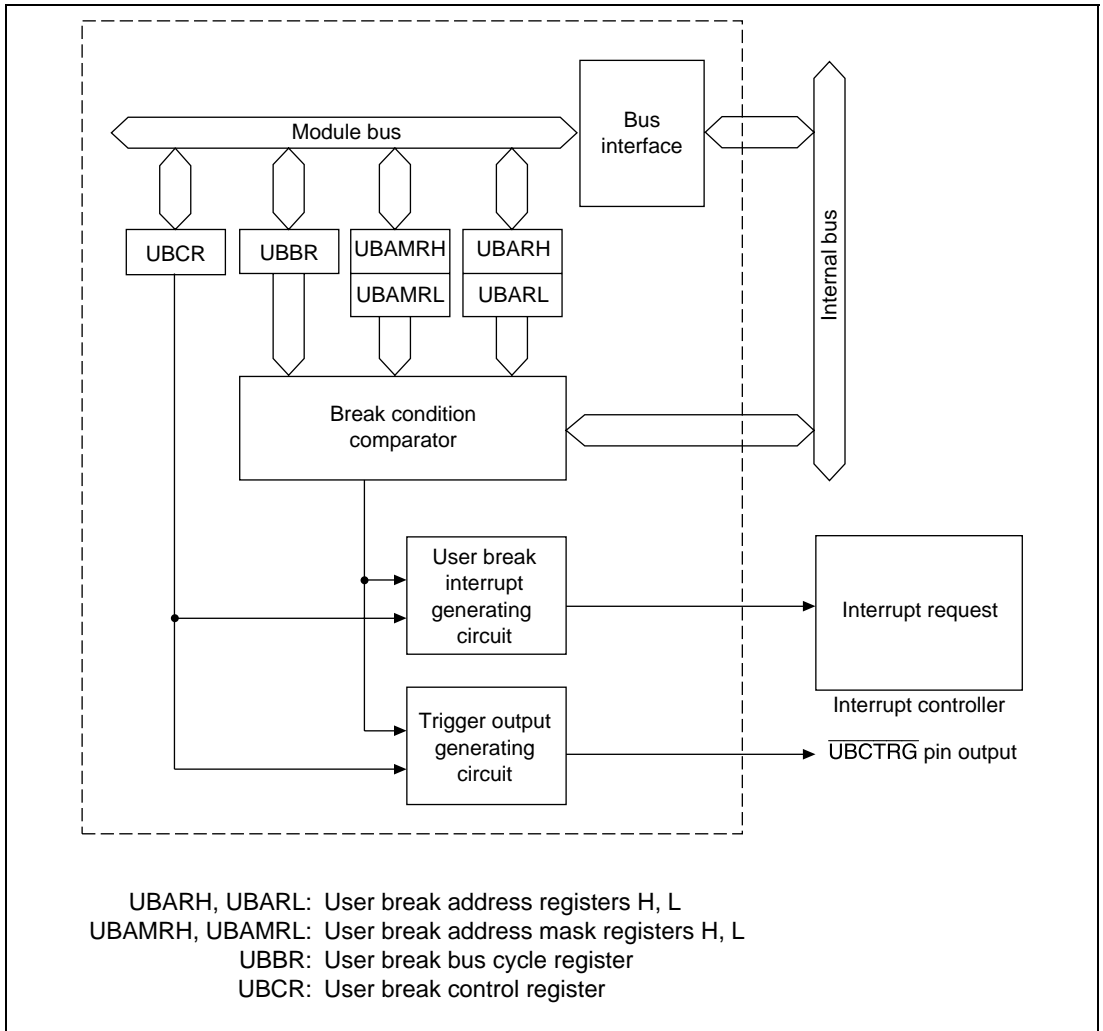 Module bus
Bus
interface
Internal bus
UBCR
UBBR
UBAMRH
UBAMRL
UBARH
UBARL
Break condition
comparator
User break
interrupt
generating
circuit
Interrupt request
Interrupt controller
Trigger output
generating
circuit
UBCTRG pin output
UBARH, UBARL: User break address registers H, L
UBAMRH, UBAMRL: User break address mask registers H, L
UBBR: User break bus cycle register
UBCR: User break control register